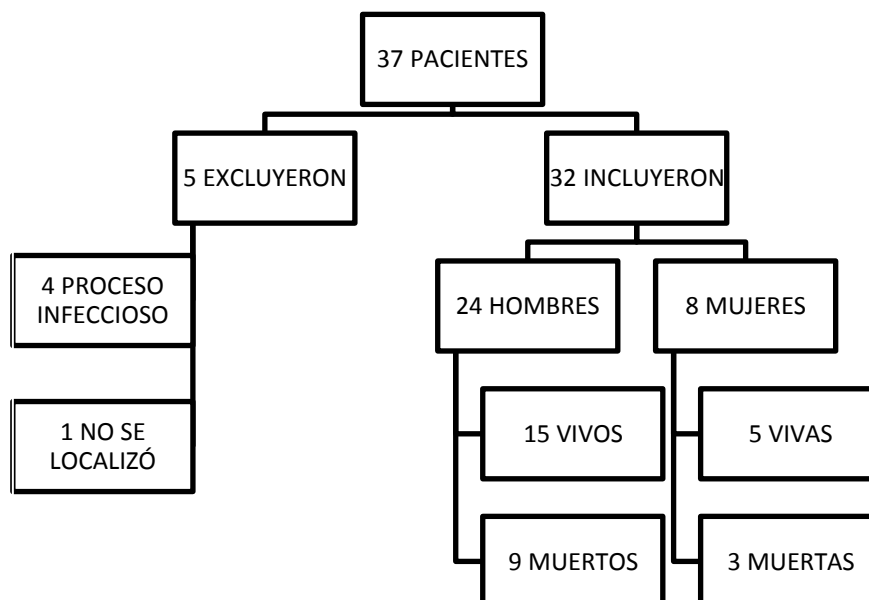 37 PACIENTES
5 EXCLUYERON
32 INCLUYERON
4 PROCESO
INFECCIOSO
24 HOMBRES
8 MUJERES
1 NO SE
LOCALIZÓ
15 VIVOS
5 VIVAS
9 MUERTOS
3 MUERTAS